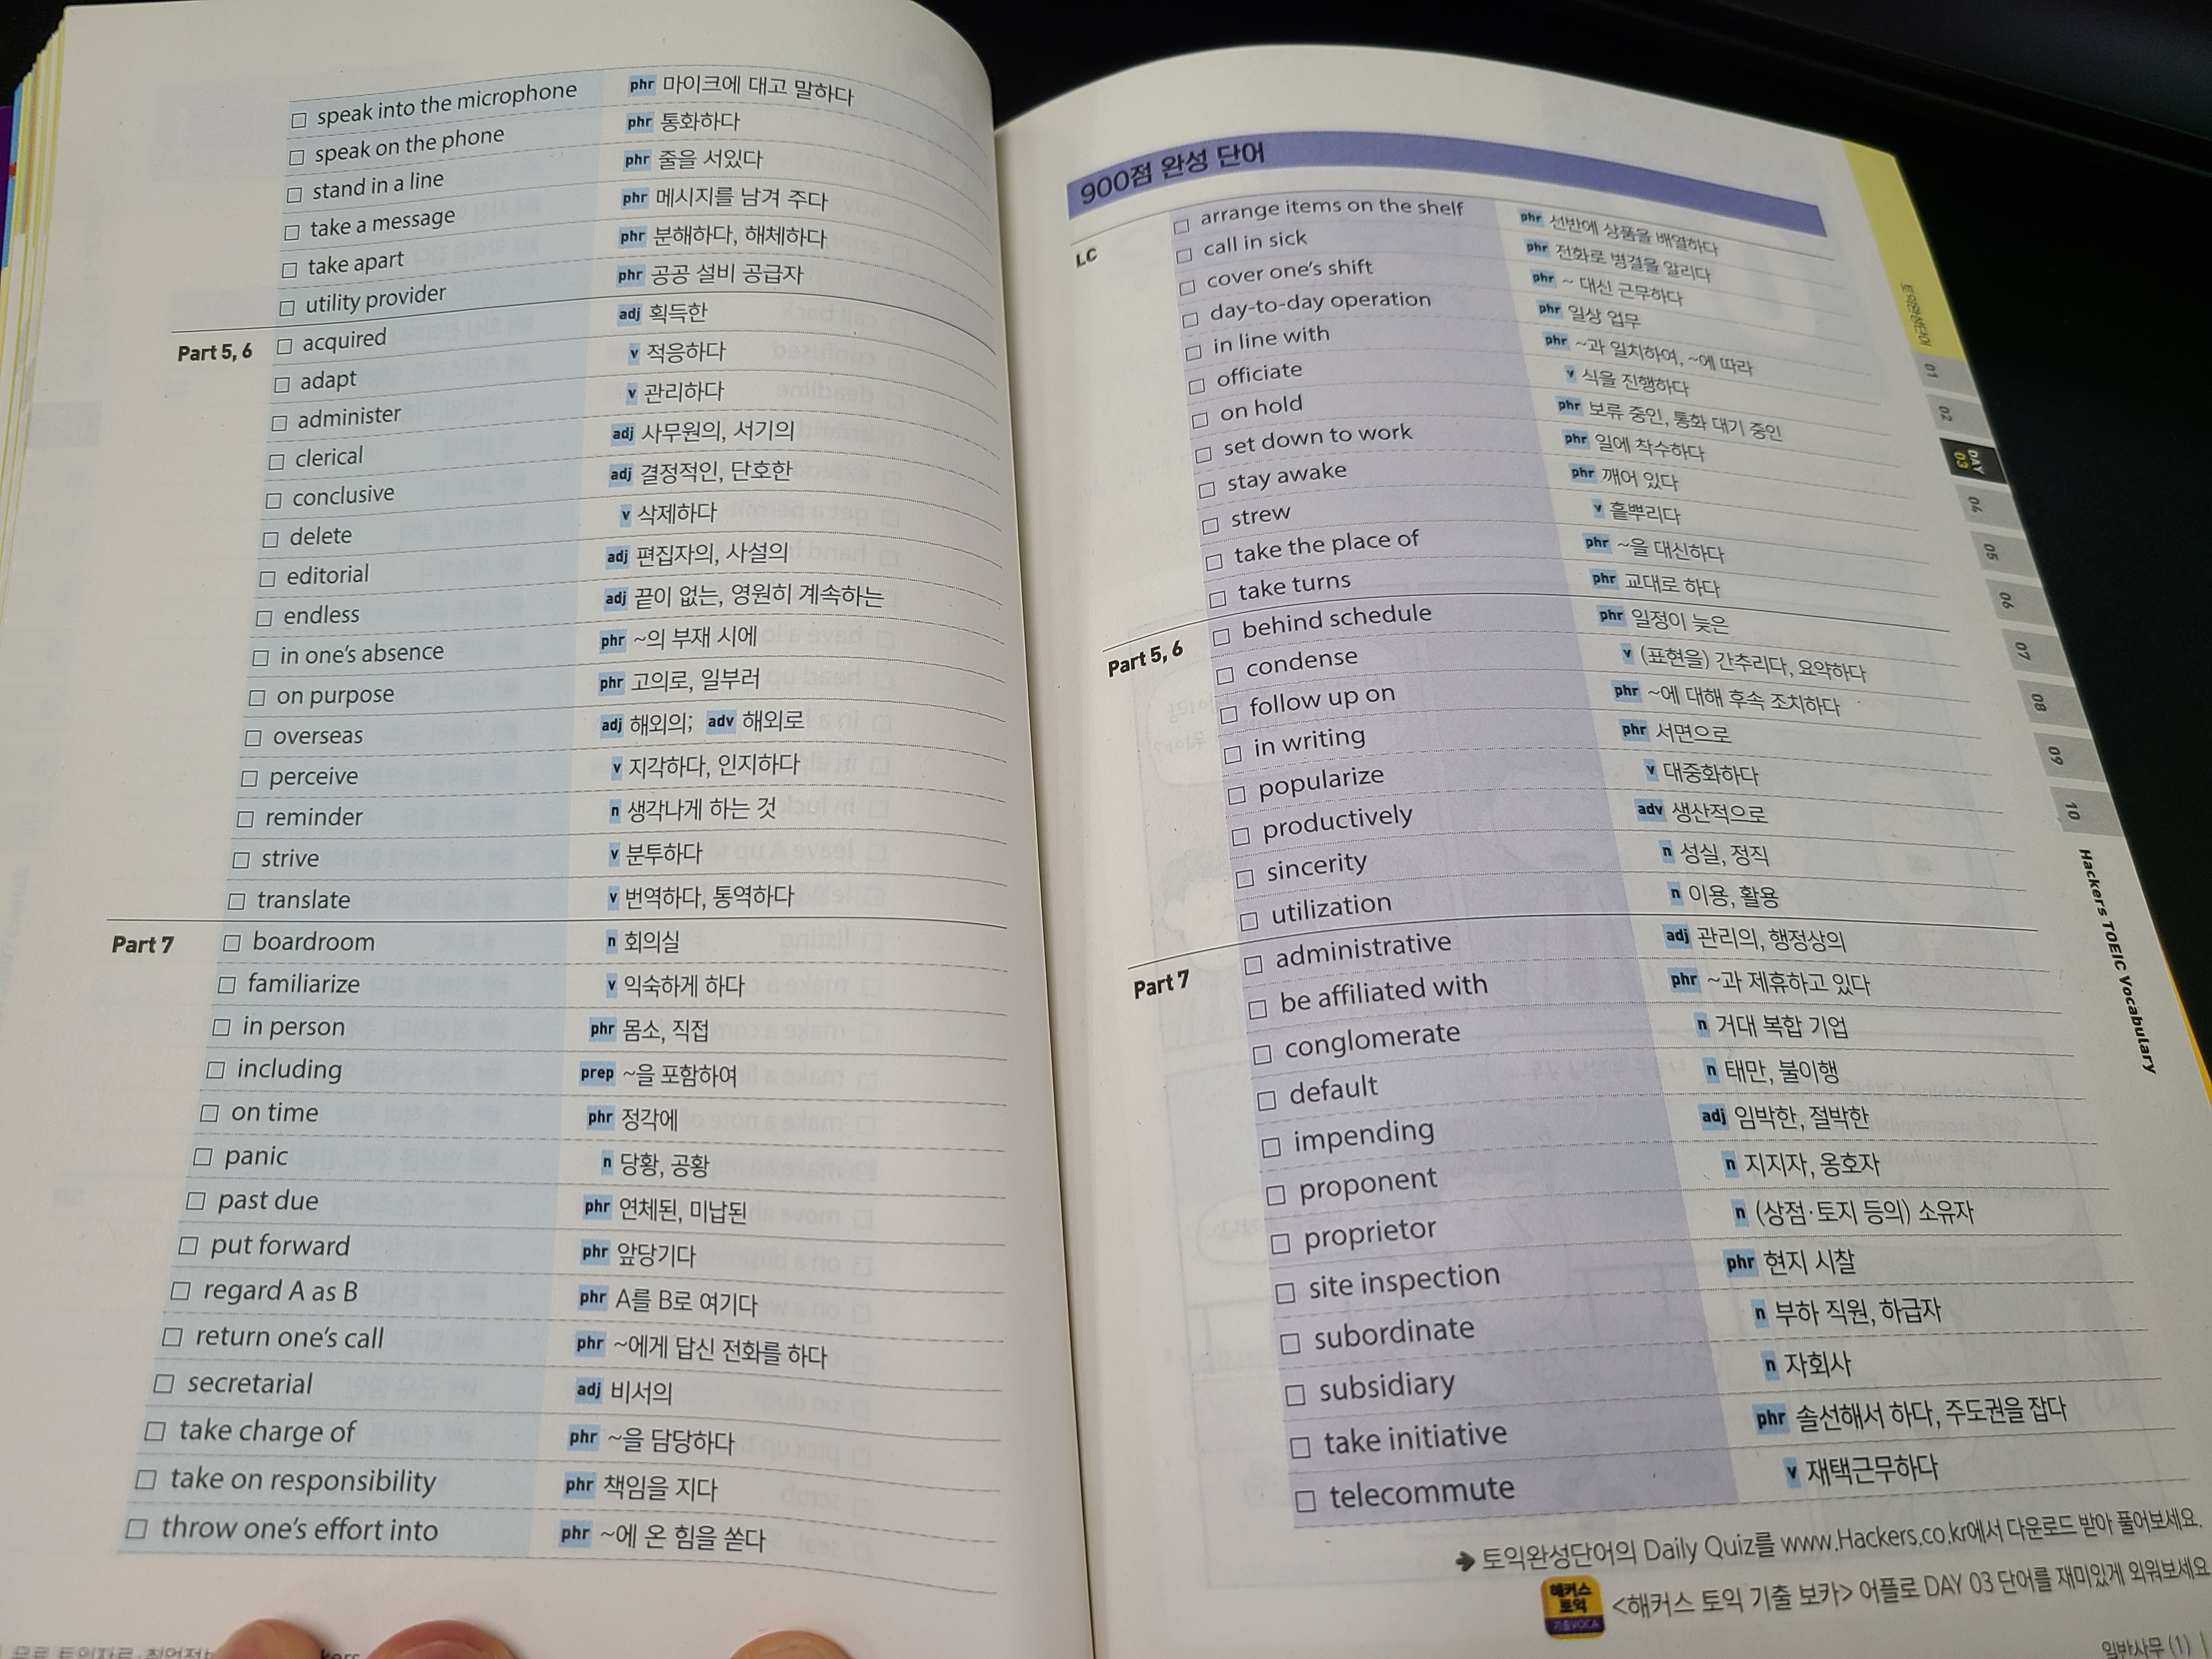 speak into the microphone phr 마이크에 대고 말하다
speak on the phone phr 통화하다
stand in a line phr 줄을 서있다
take a message phr 메시지를 남겨 주다
take apart phr 분해하다, 해체하다
utility provider phr 공공 설비 공급자
Part 5, 6 acquired adj 획득한
adapt v 적응하다
administer v 관리하다
clerical adj 사무원의, 서기의
conclusive adj 결정적인, 단호한
delete v 삭제하다
editorial adj 편집자의, 사설의
endless adj 끝이 없는, 영원히 계속하는
in one's absence phr ~의 부재 시에
on purpose phr 고의로, 일부러
overseas adj 해외의; adv 해외로
perceive v 지각하다, 인지하다
reminder n 생각나게 하는 것
strive v 분투하다
translate v 번역하다, 통역하다
Part 7 boardroom n 회의실
familiarize v 익숙하게 하다
in person phr 몸소, 직접
including prep ~을 포함하여
on time phr 정각에
panic n 당황, 공황
past due phr 연체된, 미납된
put forward phr 앞당기다
regard A as B phr A를 B로 여기다
return one's call phr ~에게 답신 전화를 하다
secretarial adj 비서의
take charge of phr ~을 담당하다
take on responsibility phr 책임을 지다
throw one's effort into phr ~에 온 힘을 쏟다
900점 완성 단어
LC arrange items on the shelf phr 선반에 상품을 배열하다
call in sick phr 전화로 병결을 알리다
cover one's shift phr ~ 대신 근무하다
day-to-day operation phr 일상 업무
in line with phr ~과 일치하여, ~에 따라
officiate v 식을 진행하다
on hold phr 보류 중인, 통화 대기 중인
set down to work phr 일에 착수하다
stay awake phr 깨어 있다
strew v 흩뿌리다
take the place of phr ~을 대신하다
take turns phr 교대로 하다
Part 5, 6 behind schedule phr 일정이 늦은
condense v (표현을) 간추리다, 요약하다
follow up on phr ~에 대해 후속 조치하다
in writing phr 서면으로
popularize v 대중화하다
productively adv 생산적으로
sincerity n 성실, 정직
utilization n 이용, 활용
Part 7 administrative adj 관리의, 행정상의
be affiliated with phr ~과 제휴하고 있다
conglomerate n 거대 복합 기업
default n 태만, 불이행
impending adj 임박한, 절박한
proponent n 지지자, 옹호자
proprietor n (상점·토지 등의) 소유자
site inspection phr 현지 시찰
subordinate n 부하 직원, 하급자
subsidiary n 자회사
take initiative phr 솔선해서 하다, 주도권을 잡다
telecommute v 재택근무하다
➔ 토익완성단어의 Daily Quiz를 www.Hackers.co.kr에서 다운로드 받아 풀어보세요.
해커스 토익 기출VOCA
<해커스 토익 기출 보카> 어플로 DAY 03 단어를 재미있게 외워보세요
일반사무 (1)
토익완성단어
01
02
DAY 03
04
05
06
07
08
09
10
Hackers TOEIC Vocabulary